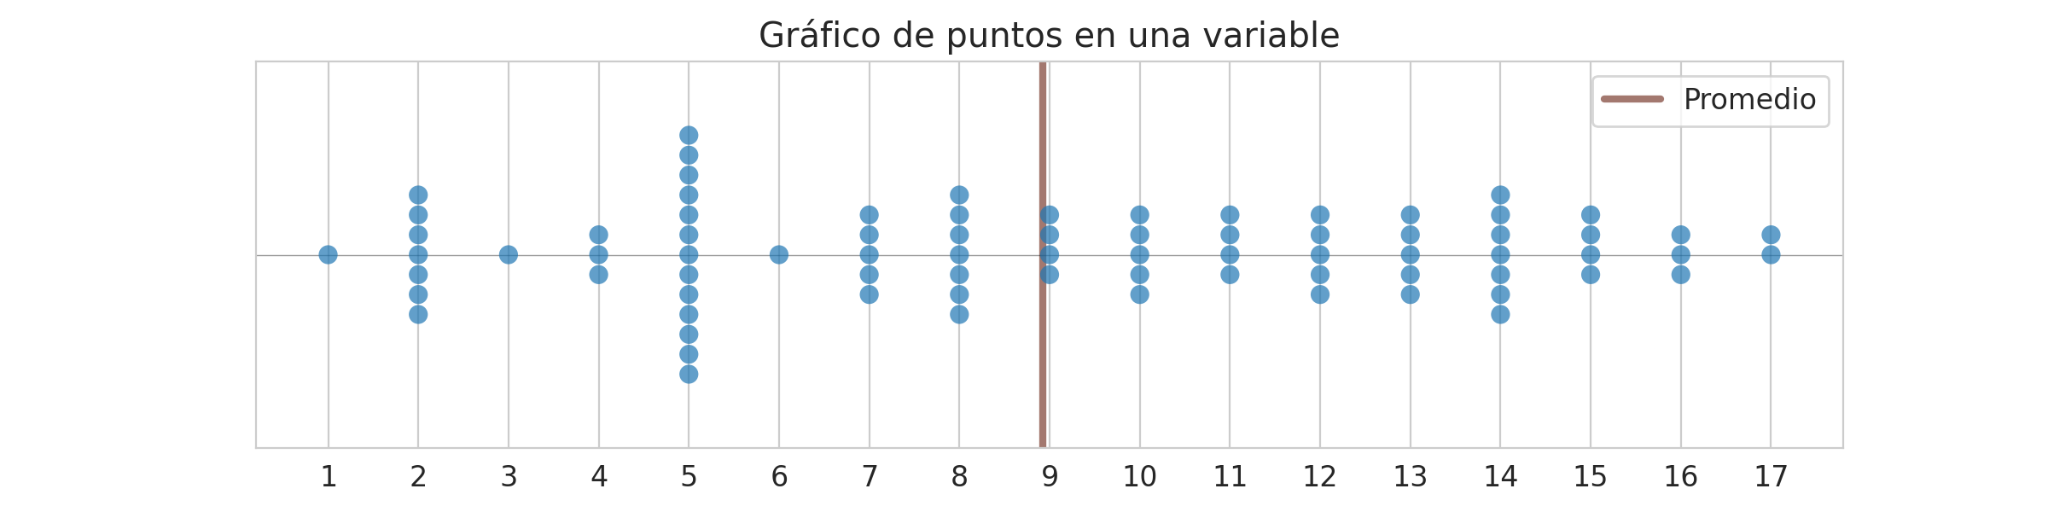 Gráfico de puntos en una variable
Promedio
1 2 3 4 5 6 7 8 9 10 11 12 13 14 15 16 17